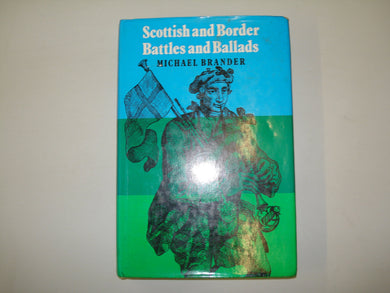 Scottish and Border
Battles and Ballads
MICHAEL BRANDER